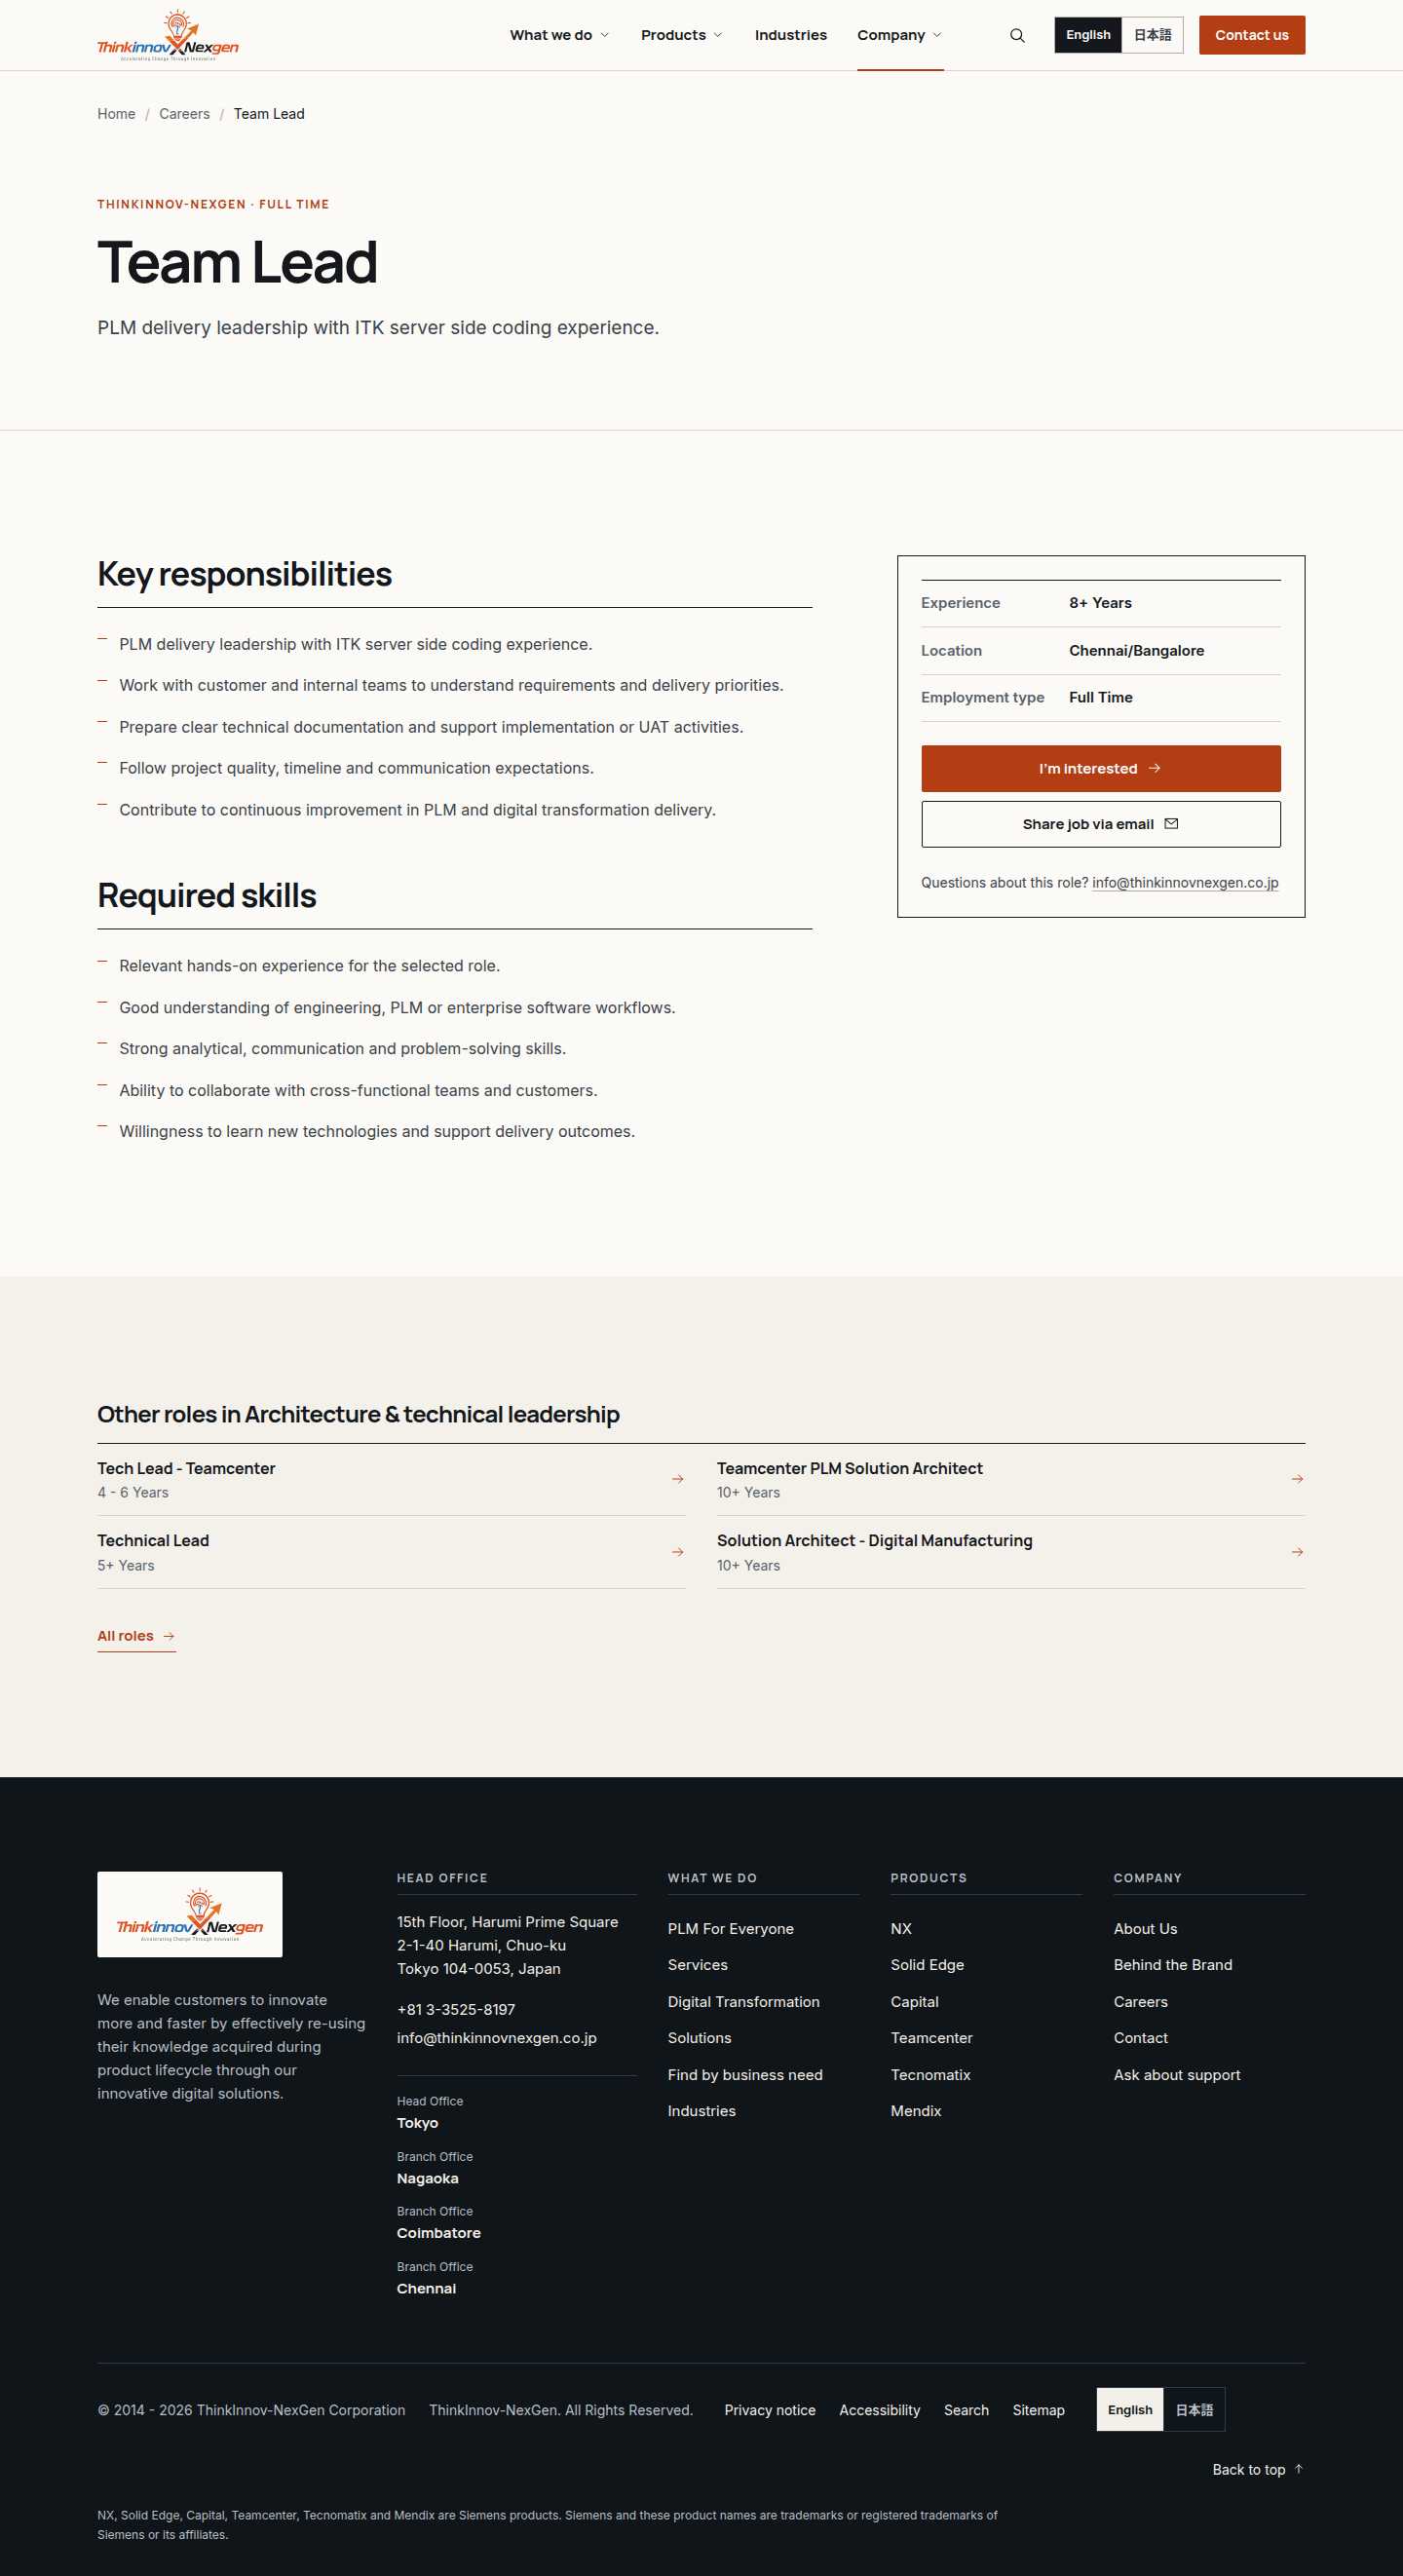 ThinkinnovXNexgen
Accelerating Change Through Innovation
What we do
Products
Industries
Company
English
日本語
Contact us
Home / Careers / Team Lead
THINKINNOV-NEXGEN · FULL TIME
Team Lead
PLM delivery leadership with ITK server side coding experience.
Key responsibilities
PLM delivery leadership with ITK server side coding experience.
Work with customer and internal teams to understand requirements and delivery priorities.
Prepare clear technical documentation and support implementation or UAT activities.
Follow project quality, timeline and communication expectations.
Contribute to continuous improvement in PLM and digital transformation delivery.
Required skills
Relevant hands-on experience for the selected role.
Good understanding of engineering, PLM or enterprise software workflows.
Strong analytical, communication and problem-solving skills.
Ability to collaborate with cross-functional teams and customers.
Willingness to learn new technologies and support delivery outcomes.
Experience 8+ Years
Location Chennai/Bangalore
Employment type Full Time
I'm interested →
Share job via email
Questions about this role? info@thinkinnovnexgen.co.jp
Other roles in Architecture & technical leadership
Tech Lead - Teamcenter
4 - 6 Years
Teamcenter PLM Solution Architect
10+ Years
Technical Lead
5+ Years
Solution Architect - Digital Manufacturing
10+ Years
All roles →
ThinkinnovXNexgen
Accelerating Change Through Innovation
We enable customers to innovate
more and faster by effectively re-using
their knowledge acquired during
product lifecycle through our
innovative digital solutions.
HEAD OFFICE
15th Floor, Harumi Prime Square
2-1-40 Harumi, Chuo-ku
Tokyo 104-0053, Japan
+81 3-3525-8197
info@thinkinnovnexgen.co.jp
Head Office
Tokyo
Branch Office
Nagaoka
Branch Office
Coimbatore
Branch Office
Chennai
WHAT WE DO
PLM For Everyone
Services
Digital Transformation
Solutions
Find by business need
Industries
PRODUCTS
NX
Solid Edge
Capital
Teamcenter
Tecnomatix
Mendix
COMPANY
About Us
Behind the Brand
Careers
Contact
Ask about support
© 2014 - 2026 ThinkInnov-NexGen Corporation
ThinkInnov-NexGen. All Rights Reserved.
Privacy notice
Accessibility
Search
Sitemap
English
日本語
Back to top ↑
NX, Solid Edge, Capital, Teamcenter, Tecnomatix and Mendix are Siemens products. Siemens and these product names are trademarks or registered trademarks of
Siemens or its affiliates.